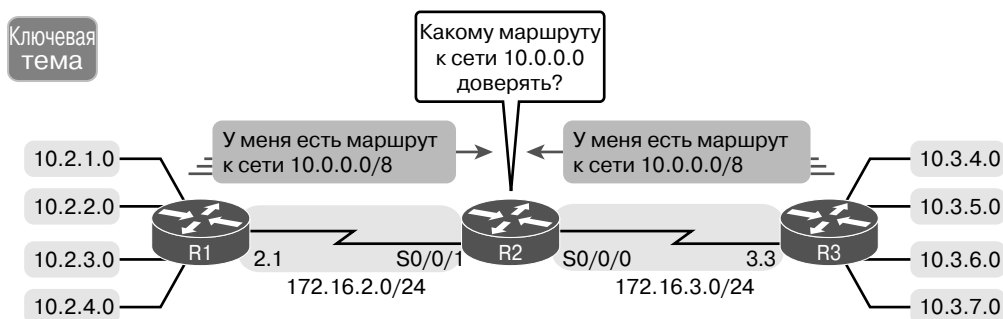 Ключевая
тема
Какому маршруту
к сети 10.0.0.0
доверять?
У меня есть маршрут
к сети 10.0.0.0/8
У меня есть маршрут
к сети 10.0.0.0/8
10.2.1.0
10.2.2.0
10.2.3.0
10.2.4.0
R1
2.1
S0/0/1
172.16.2.0/24
R2
S0/0/0
3.3
172.16.3.0/24
R3
10.3.4.0
10.3.5.0
10.3.6.0
10.3.7.0